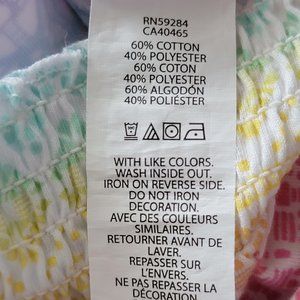 RN59284
CA40465
60% COTTON
40% POLYESTER
60% COTON
40% POLYESTER
60% ALGODÓN
40% POLIÉSTER
WITH LIKE COLORS.
WASH INSIDE OUT.
IRON ON REVERSE SIDE.
DO NOT IRON
DECORATION.
AVEC DES COULEURS
SIMILAIRES.
RETOURNER AVANT DE
LAVER.
REPASSER SUR
L'ENVERS.
NE PAS REPASSER LA
DÉCORATION